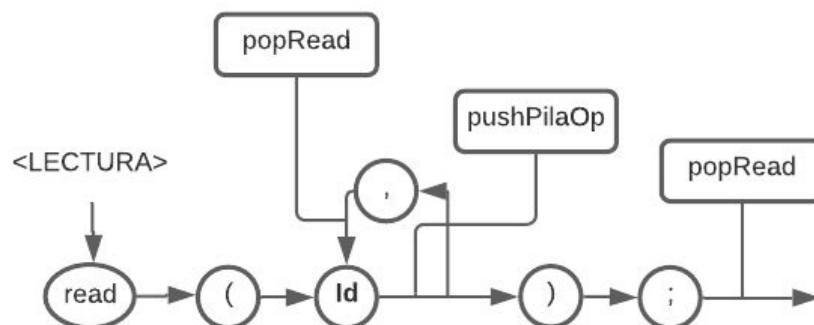 popRead
pushPilaOp
popRead
<LECTURA>
,
read
(
Id
)
;